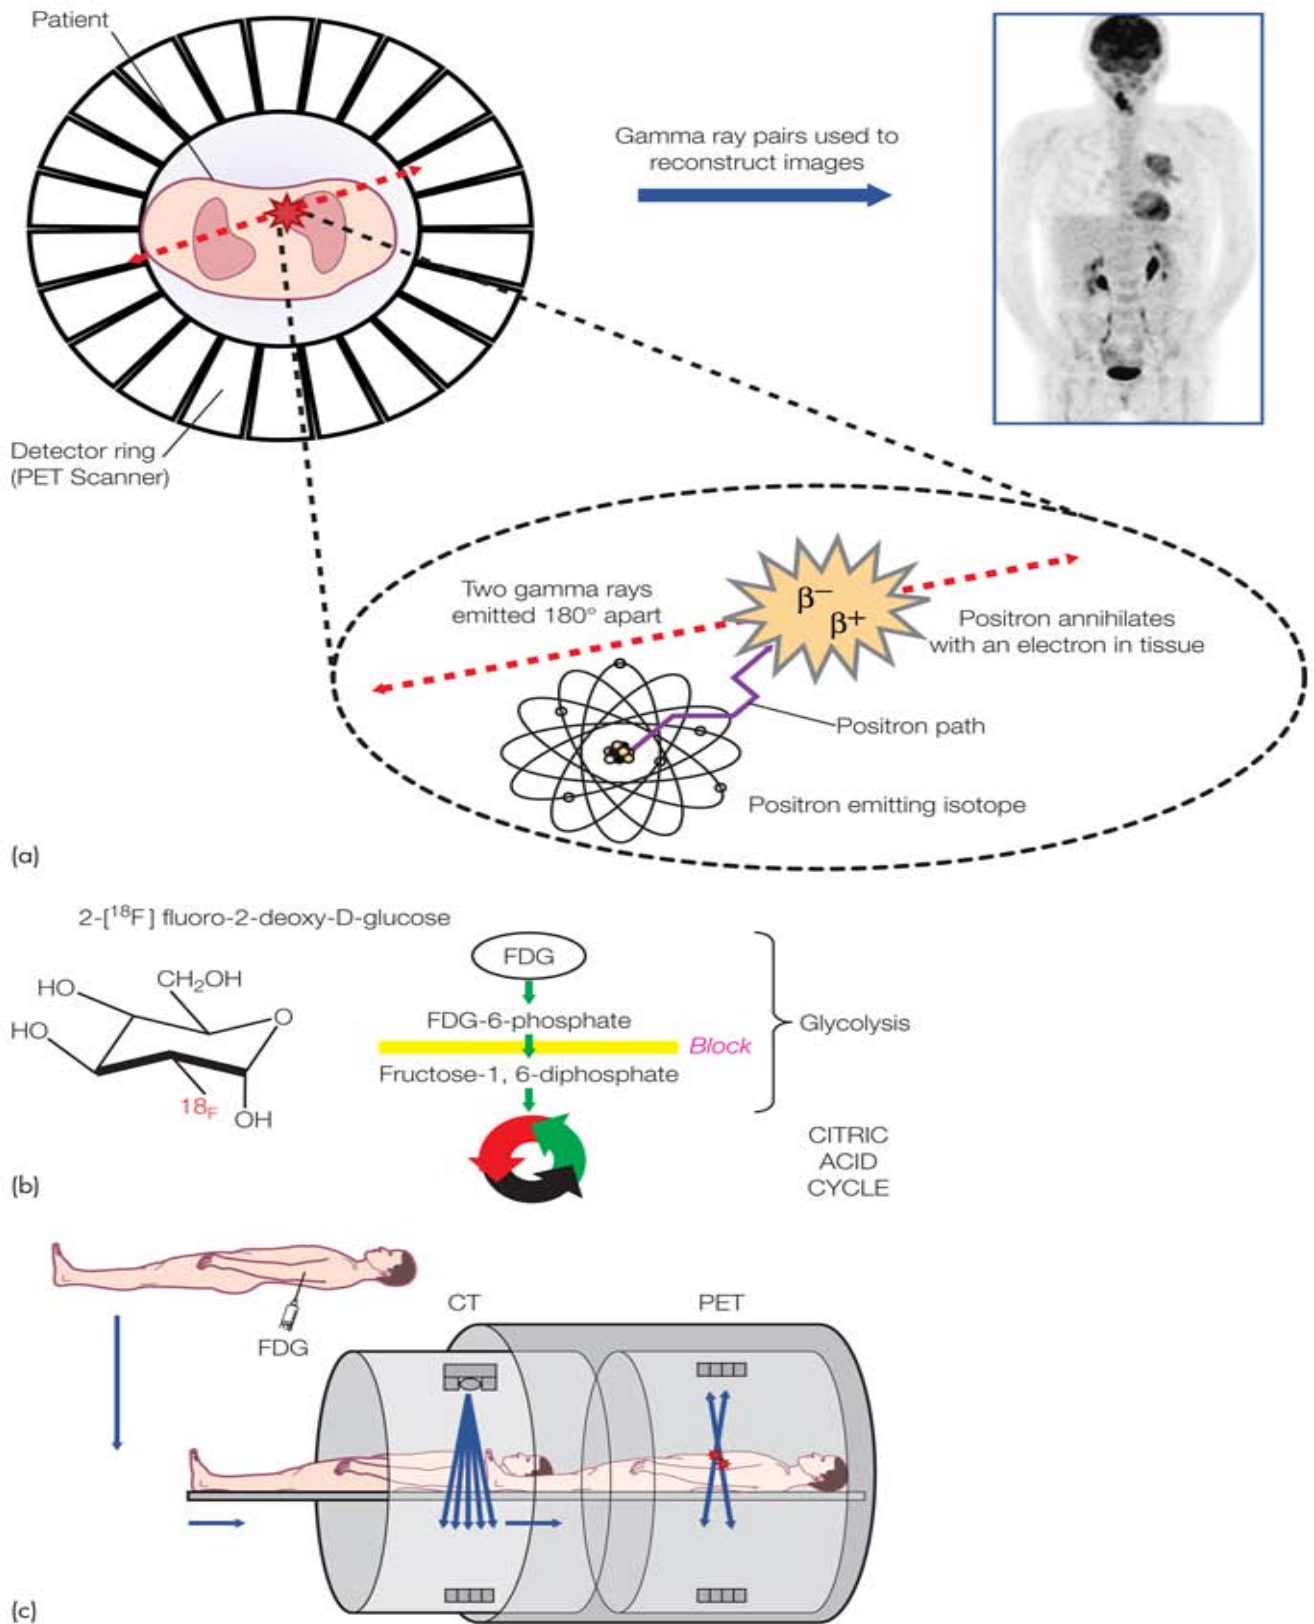 Patient
Gamma ray pairs used to
reconstruct images
Detector ring
(PET Scanner)
Two gamma rays
emitted 180° apart
β−
β+
Positron annihilates
with an electron in tissue
Positron path
Positron emitting isotope
(a)
2-[¹⁸F] fluoro-2-deoxy-D-glucose
HO
CH₂OH
O
HO
18F
OH
FDG
FDG-6-phosphate
Block
Fructose-1, 6-diphosphate
Glycolysis
CITRIC
ACID
CYCLE
(b)
FDG
CT
PET
(c)